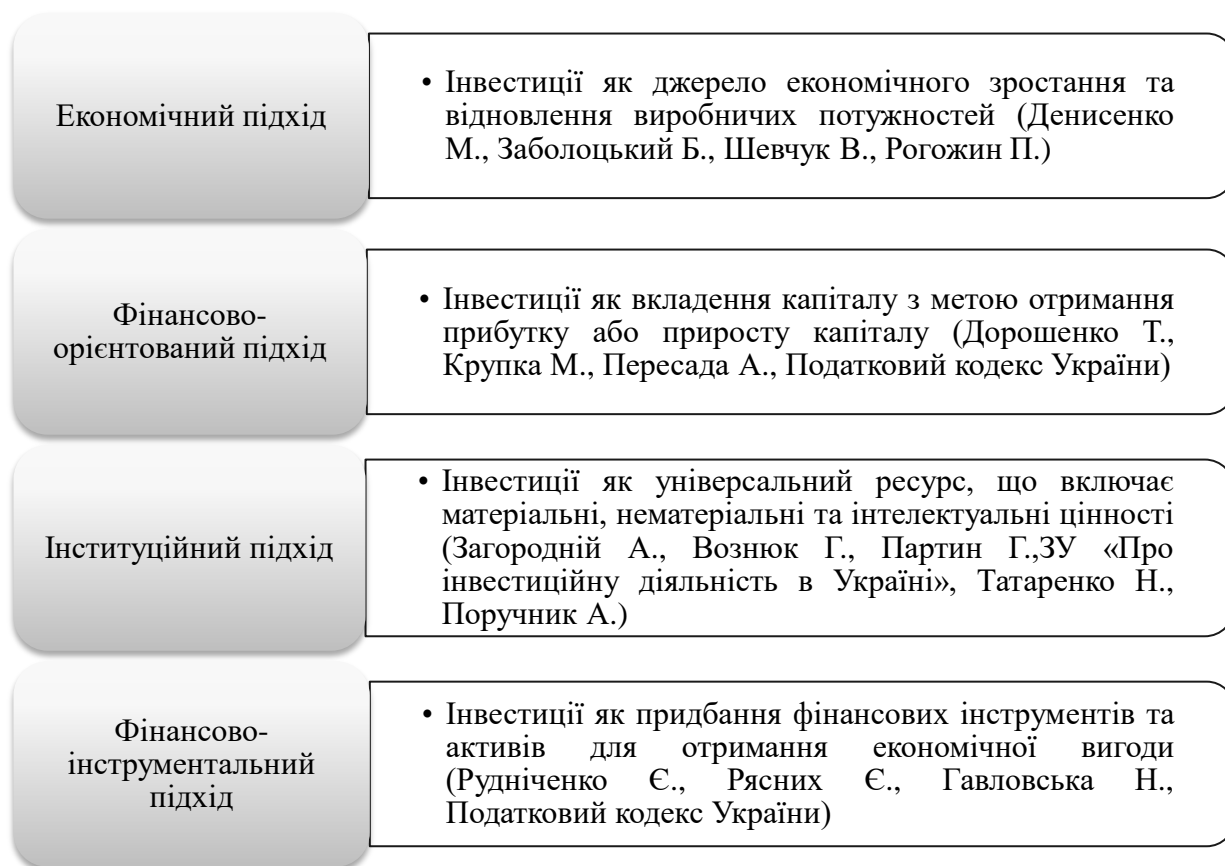 Економічний підхід
• Інвестиції як джерело економічного зростання та
відновлення виробничих потужностей (Денисенко
М., Заболоцький Б., Шевчук В., Рогожин П.)
Фінансово-
орієнтований підхід
• Інвестиції як вкладення капіталу з метою отримання
прибутку або приросту капіталу (Дорошенко Т.,
Крупка М., Пересада А., Податковий кодекс України)
Інституційний підхід
• Інвестиції як універсальний ресурс, що включає
матеріальні, нематеріальні та інтелектуальні цінності
(Загородній А., Вознюк Г., Партин Г.,ЗУ «Про
інвестиційну діяльність в Україні», Татаренко Н.,
Поручник А.)
Фінансово-
інструментальний
підхід
• Інвестиції як придбання фінансових інструментів та
активів для отримання економічної вигоди
(Рудніченко Є., Рясних Є., Гавловська Н.,
Податковий кодекс України)